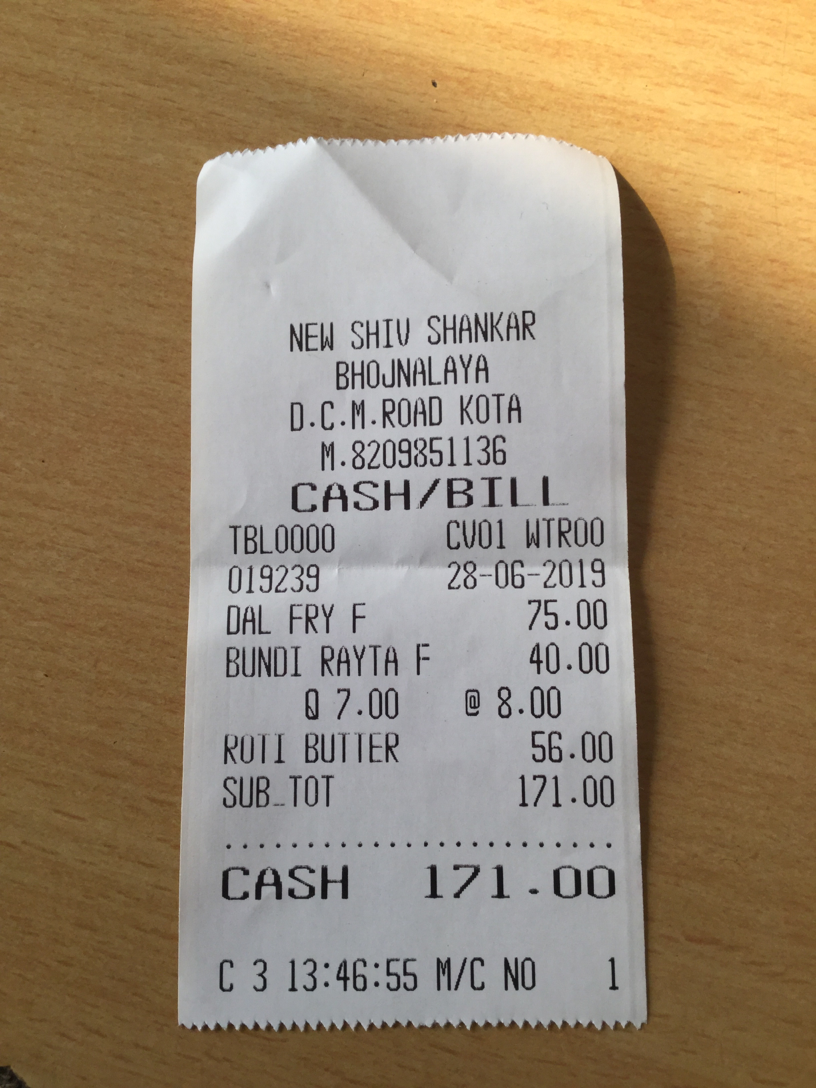 NEW SHIV SHANKAR
BHOJNALAYA
D.C.M.ROAD KOTA
M.8209851136
CASH/BILL
TBL0000 CV01 WTR00
019239 28-06-2019
DAL FRY F 75.00
BUNDI RAYTA F 40.00
Q 7.00 @ 8.00
ROTI BUTTER 56.00
SUB_TOT 171.00
........................
CASH 171.00
C 3 13:46:55 M/C NO 1